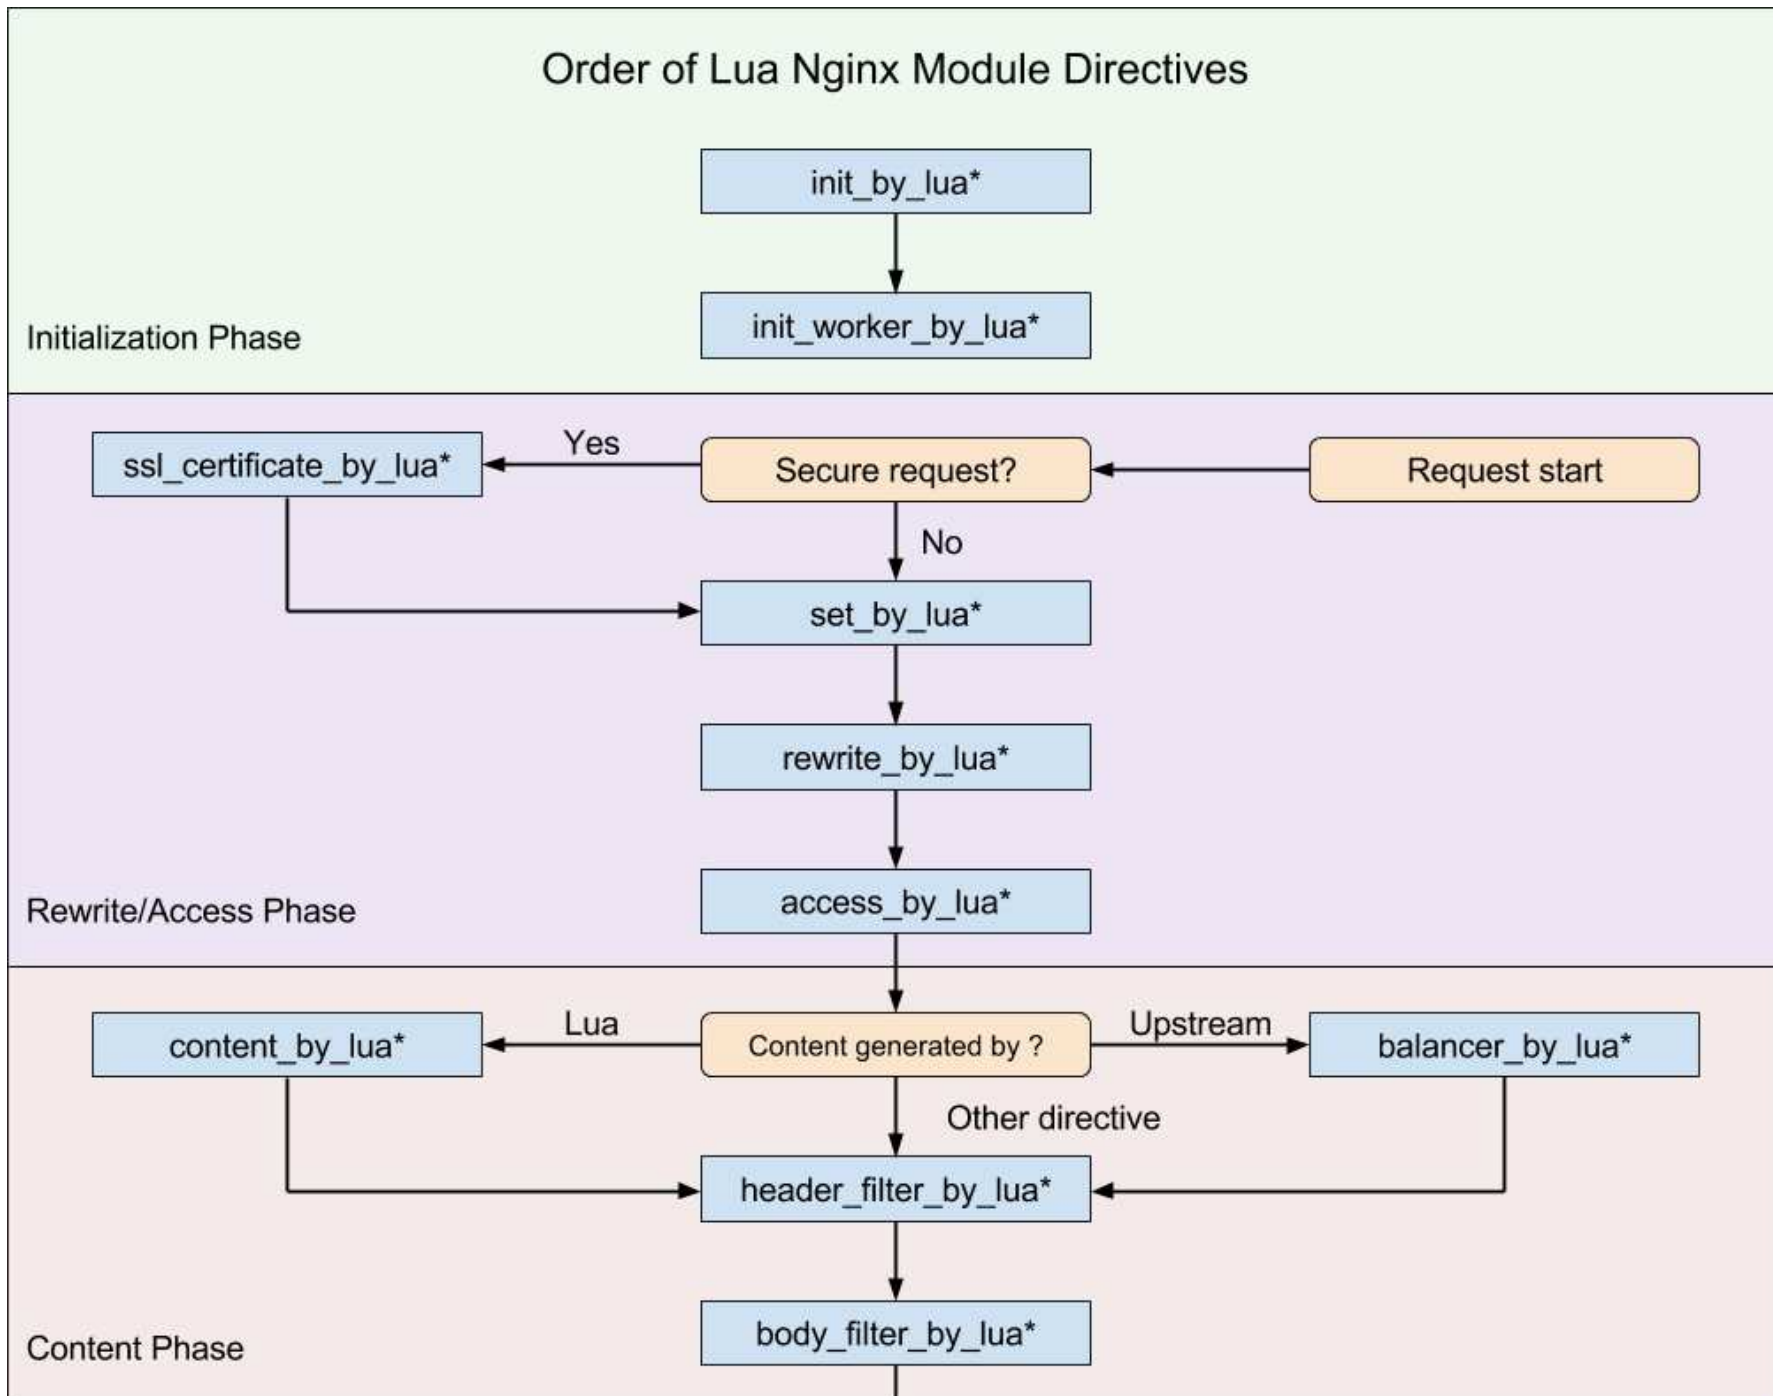 Order of Lua Nginx Module Directives
init_by_lua*
init_worker_by_lua*
Initialization Phase
ssl_certificate_by_lua*
Yes
Secure request?
Request start
No
set_by_lua*
rewrite_by_lua*
access_by_lua*
Rewrite/Access Phase
content_by_lua*
Lua
Content generated by ?
Upstream
balancer_by_lua*
Other directive
header_filter_by_lua*
body_filter_by_lua*
Content Phase